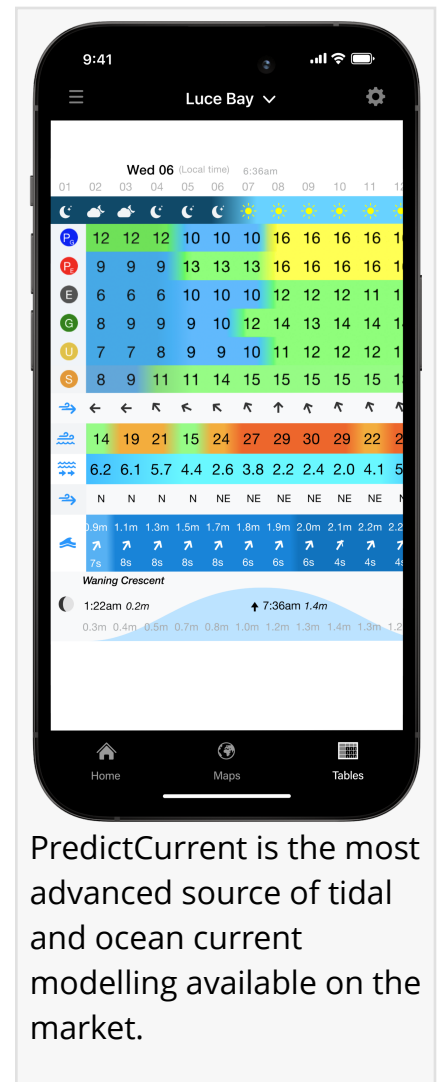 9:41
Luce Bay
Wed 06 (Local time) 6:36am
01 02 03 04 05 06 07 08 09 10 11
PG 12 12 12 10 10 10 16 16 16 16
PE 9 9 9 13 13 13 16 16 16 16
E 6 6 6 10 10 10 12 12 12 11
G 8 9 9 9 10 12 14 13 14 14
U 7 7 8 9 9 10 11 12 12 12
S 8 9 11 11 14 15 15 15 15 15
14 19 21 15 24 27 29 30 29 22
6.2 6.1 5.7 4.4 2.6 3.8 2.2 2.4 2.0 4.1
N N N N NE NE NE NE NE NE
0.9m 1.1m 1.3m 1.5m 1.7m 1.8m 1.9m 2.0m 2.1m 2.2m
7s 8s 8s 8s 8s 6s 6s 6s 4s 4s
Waning Crescent
1:22am 0.2m 7:36am 1.4m
0.3m 0.4m 0.5m 0.7m 0.8m 1.0m 1.2m 1.3m 1.4m 1.3m
Home Maps Tables
PredictCurrent is the most
advanced source of tidal
and ocean current
modelling available on the
market.